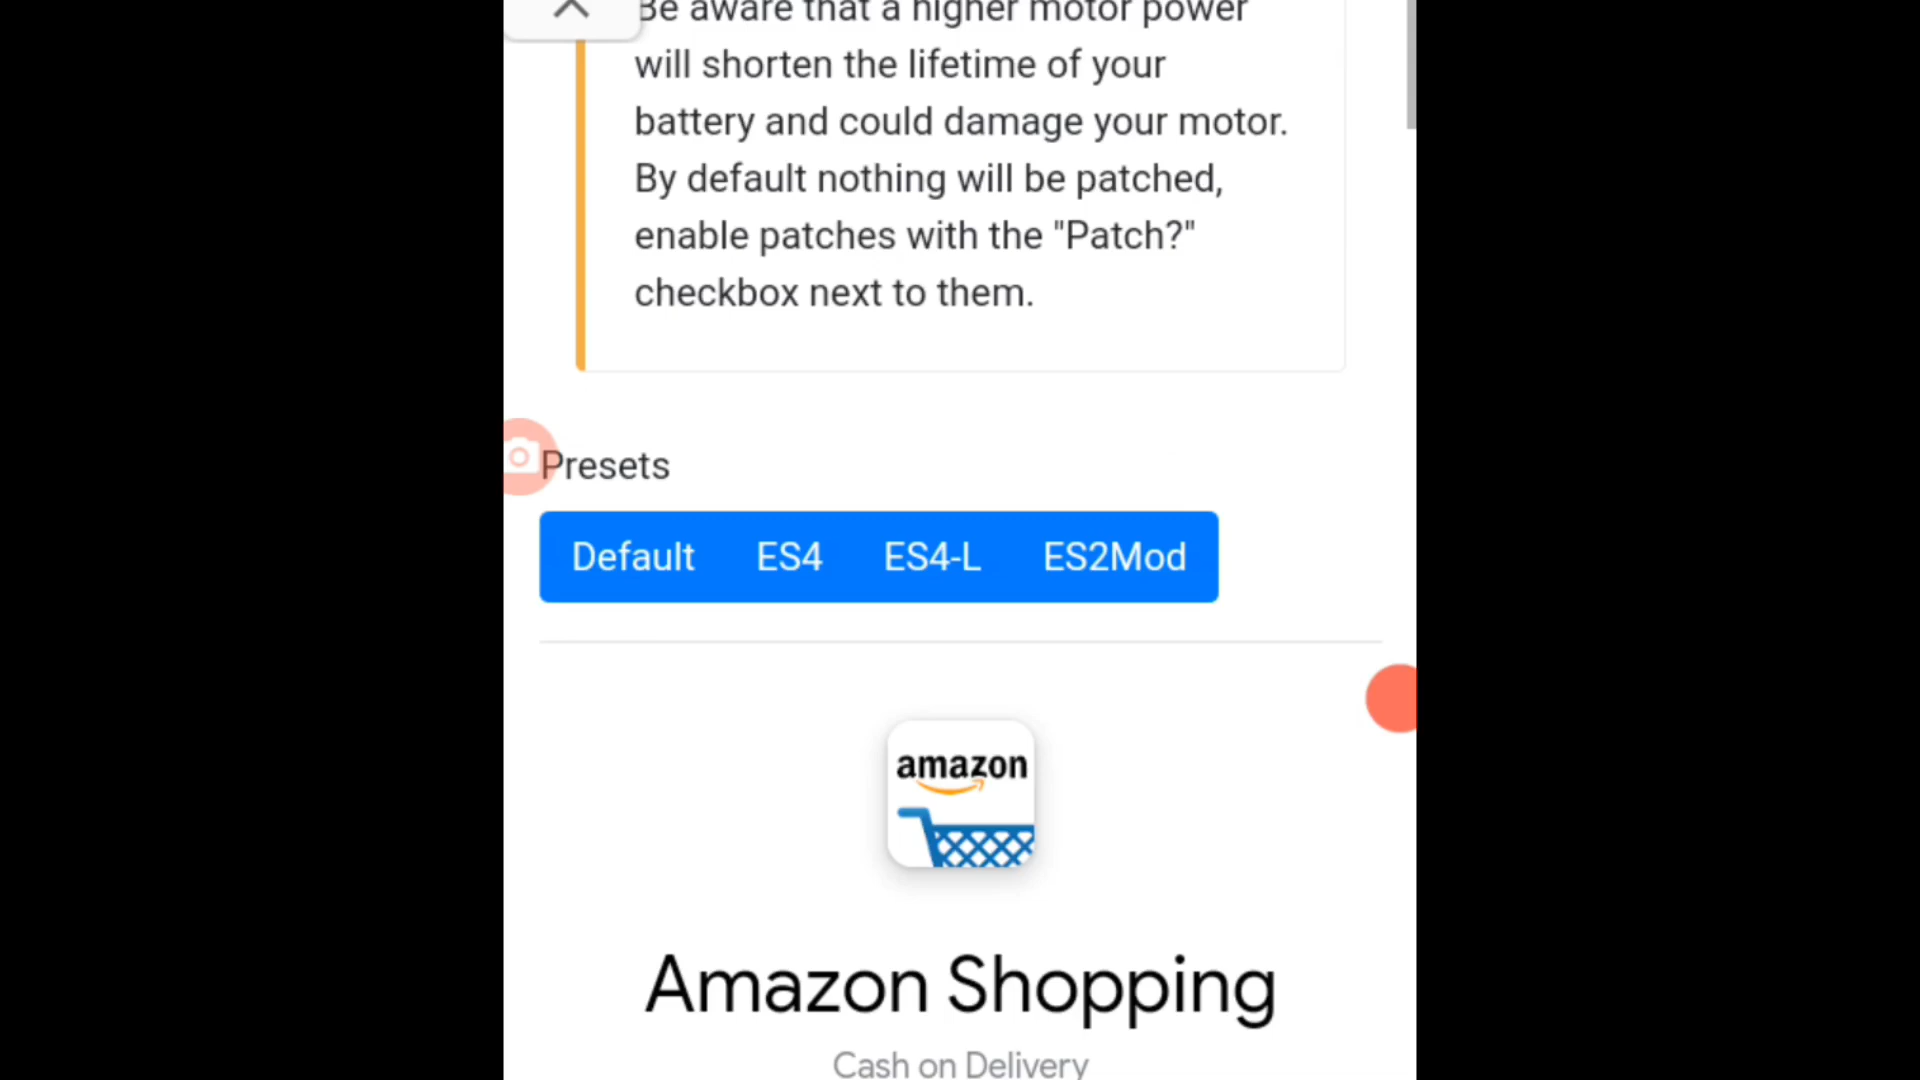 Be aware that a higher motor power
will shorten the lifetime of your
battery and could damage your motor.
By default nothing will be patched,
enable patches with the "Patch?"
checkbox next to them.
Presets
Default ES4 ES4-L ES2Mod
amazon
Amazon Shopping
Cash on Delivery